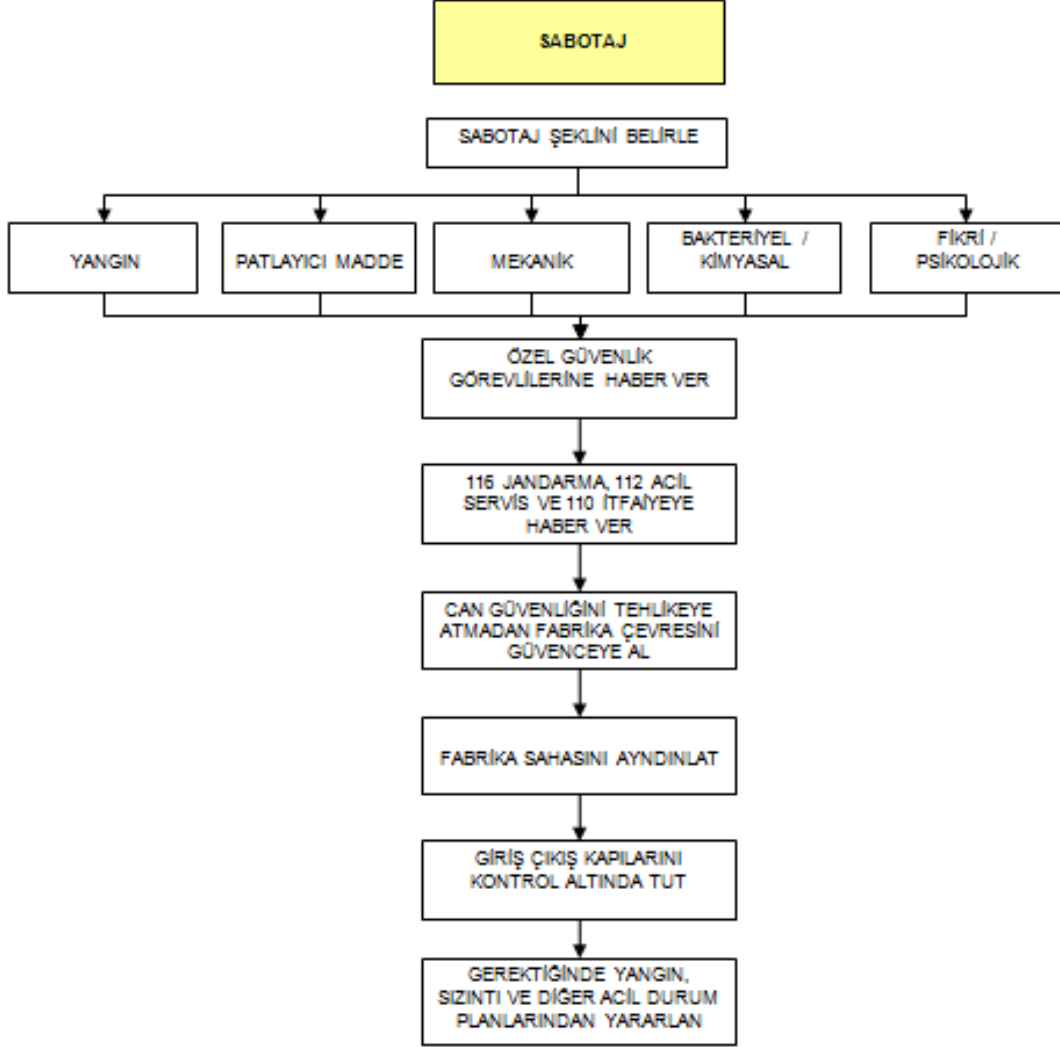 SABOTAJ
SABOTAJ ŞEKLİNİ BELİRLE
YANGIN
PATLAYICI MADDE
MEKANİK
BAKTERİYEL /
KİMYASAL
FİKRİ /
PSİKOLOJİK
ÖZEL GÜVENLİK
GÖREVLİLERİNE HABER VER
116 JANDARMA, 112 ACİL
SERVİS VE 110 İTFAİYEYE
HABER VER
CAN GÜVENLİĞİNİ TEHLİKEYE
ATMADAN FABRİKA ÇEVRESİNİ
GÜVENCEYE AL
FABRİKA SAHASINI AYNDINLAT
GİRİŞ ÇIKIŞ KAPILARINI
KONTROL ALTINDA TUT
GEREKTİĞİNDE YANGIN,
SIZINTI VE DİĞER ACİL DURUM
PLANLARINDAN YARARLAN